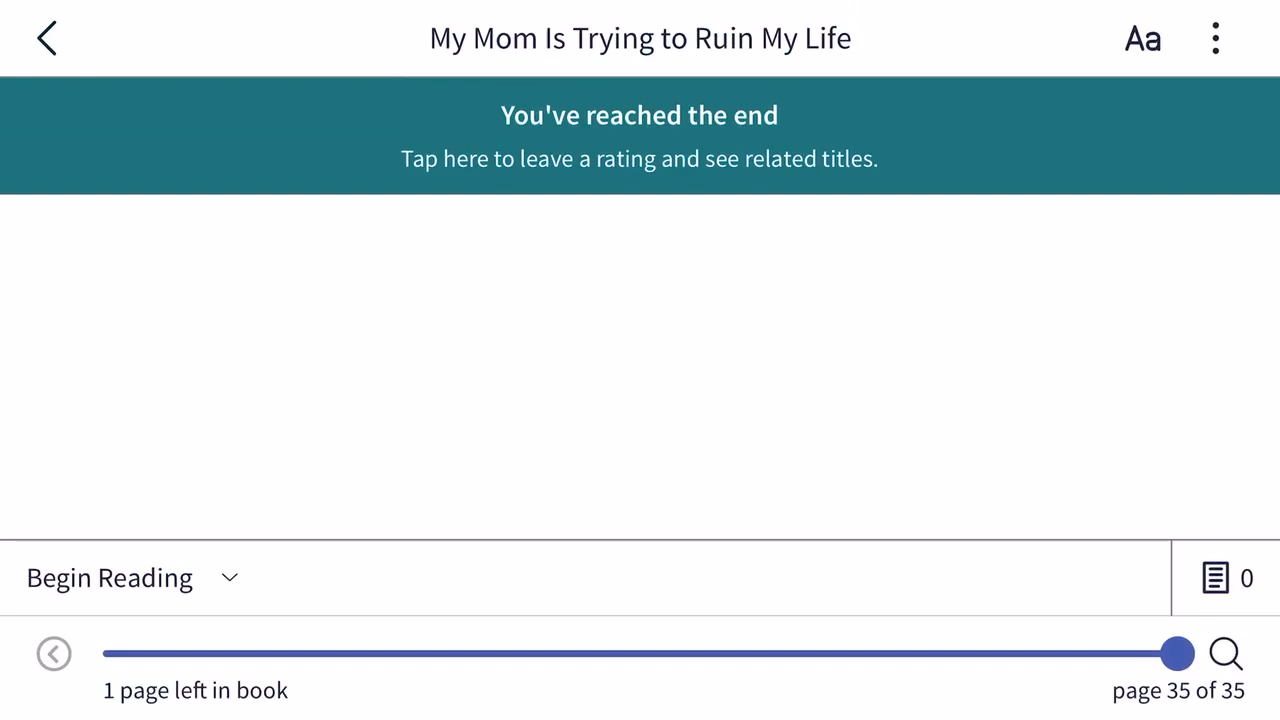 My Mom Is Trying to Ruin My Life
Aa
You've reached the end
Tap here to leave a rating and see related titles.
Begin Reading
0
1 page left in book
page 35 of 35